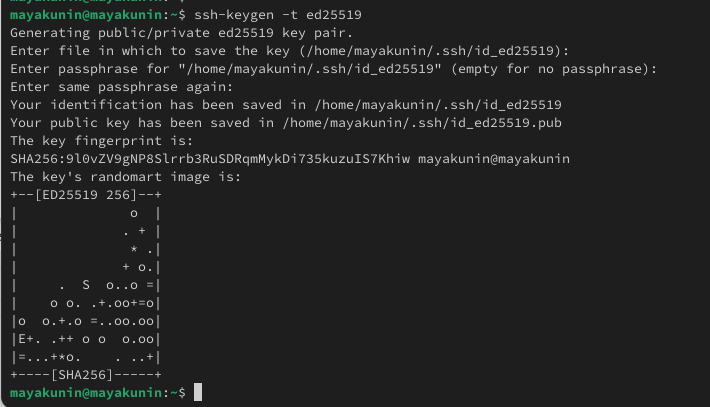 mayakunin@mayakunin:~$ ssh-keygen -t ed25519
Generating public/private ed25519 key pair.
Enter file in which to save the key (/home/mayakunin/.ssh/id_ed25519):
Enter passphrase for "/home/mayakunin/.ssh/id_ed25519" (empty for no passphrase):
Enter same passphrase again:
Your identification has been saved in /home/mayakunin/.ssh/id_ed25519
Your public key has been saved in /home/mayakunin/.ssh/id_ed25519.pub
The key fingerprint is:
SHA256:9l0vZV9gNP8Slrrb3RuSDRqmMykDi735kuzuIS7Khiw mayakunin@mayakunin
The key's randomart image is:
+--[ED25519 256]--+
|              o  |
|             . + |
|              * .|
|             + o.|
|     .  S  o..o =|
|    o o. .+.oo+=o|
|o  o.+.o =..oo.oo|
|E+. .++ o o  o.oo|
|=...+*o.    . ..+|
+----[SHA256]-----+
mayakunin@mayakunin:~$